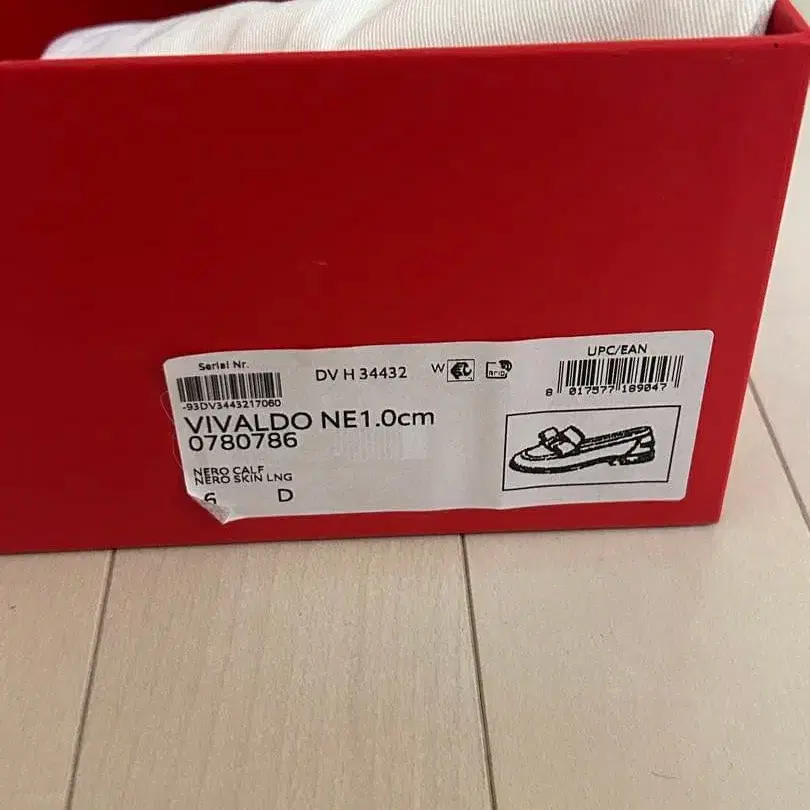 Serial Nr.
-93DV3443217060
DV H 34432
W
RFID
UPC/EAN
8 017577 189047
VIVALDO NE1.0cm
0780786
NERO CALF
NERO SKIN LNG
6 D